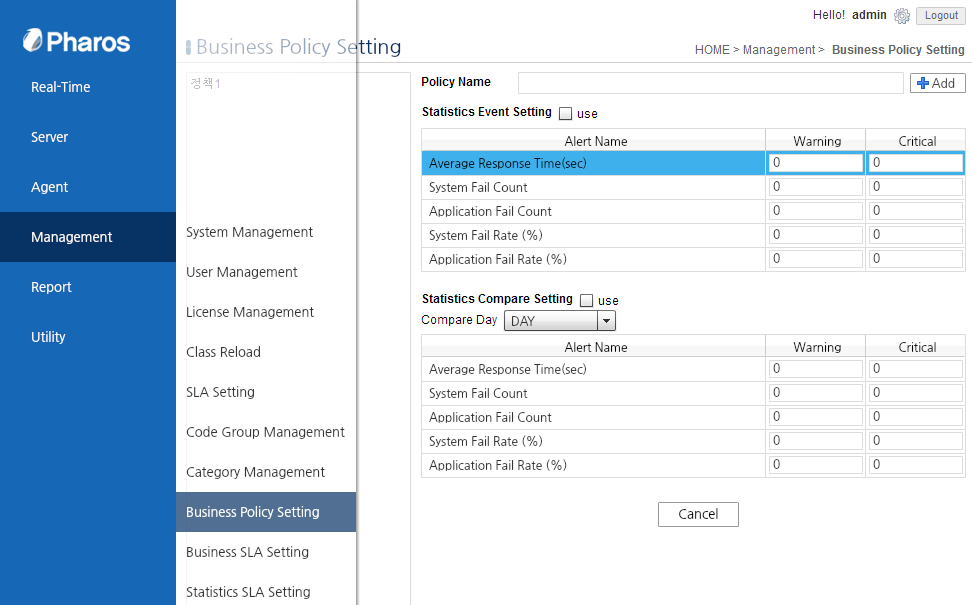 Hello! admin Logout
Pharos
Business Policy Setting
HOME > Management > Business Policy Setting
Real-Time
Server
Agent
Management
Report
Utility
정책1
System Management
User Management
License Management
Class Reload
SLA Setting
Code Group Management
Category Management
Business Policy Setting
Business SLA Setting
Statistics SLA Setting
Policy Name
Add
Statistics Event Setting use
Alert Name Warning Critical
Average Response Time(sec) 0 0
System Fail Count 0 0
Application Fail Count 0 0
System Fail Rate (%) 0 0
Application Fail Rate (%) 0 0
Statistics Compare Setting use
Compare Day DAY
Alert Name Warning Critical
Average Response Time(sec) 0 0
System Fail Count 0 0
Application Fail Count 0 0
System Fail Rate (%) 0 0
Application Fail Rate (%) 0 0
Cancel